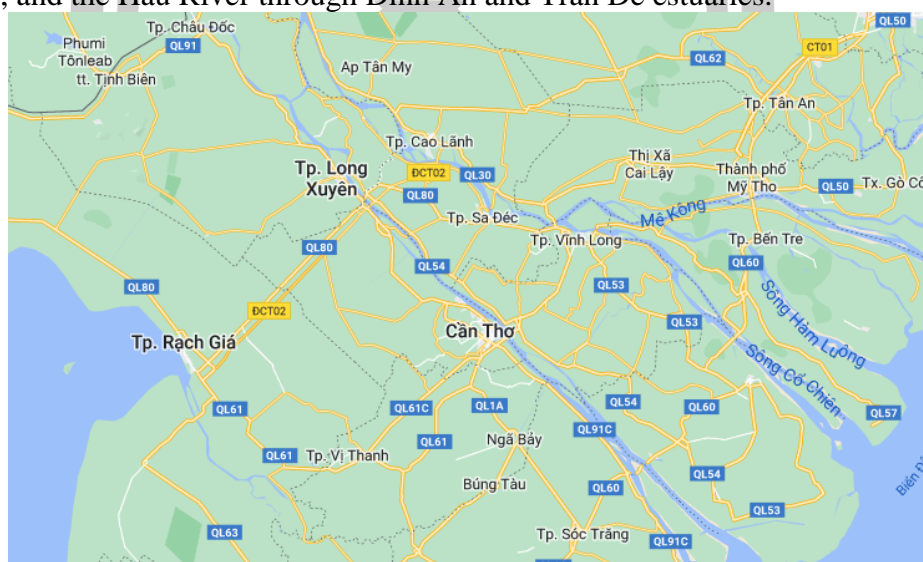 , and the Hau River through Dinh An and Tran De estuaries.
Tp. Châu Đốc
QL50
Phumi
Tônleab
QL91
CT01
tt. Tịnh Biên
Ap Tân My
QL62
Tp. Tân An
Tp. Cao Lãnh
Thị Xã
Cai Lậy
Tp. Long
Xuyên
ĐCT02
QL30
Thành phố
Mỹ Tho
QL80
QL50
Tx. Gò Cô
Tp. Sa Đéc
Mê Kông
Tp. Vĩnh Long
Tp. Bến Tre
QL80
QL54
QL60
QL80
QL53
Sông Hàm Luông
ĐCT02
QL53
Cần Thơ
Tp. Rạch Giá
Sông Cổ Chiên
QL61
QL61C
QL1A
QL54
QL60
QL57
QL91C
QL61
Ngã Bảy
QL61
Tp. Vị Thanh
QL54
Búng Tàu
QL60
Biển Đ
QL53
QL63
Tp. Sóc Trăng
QL91C